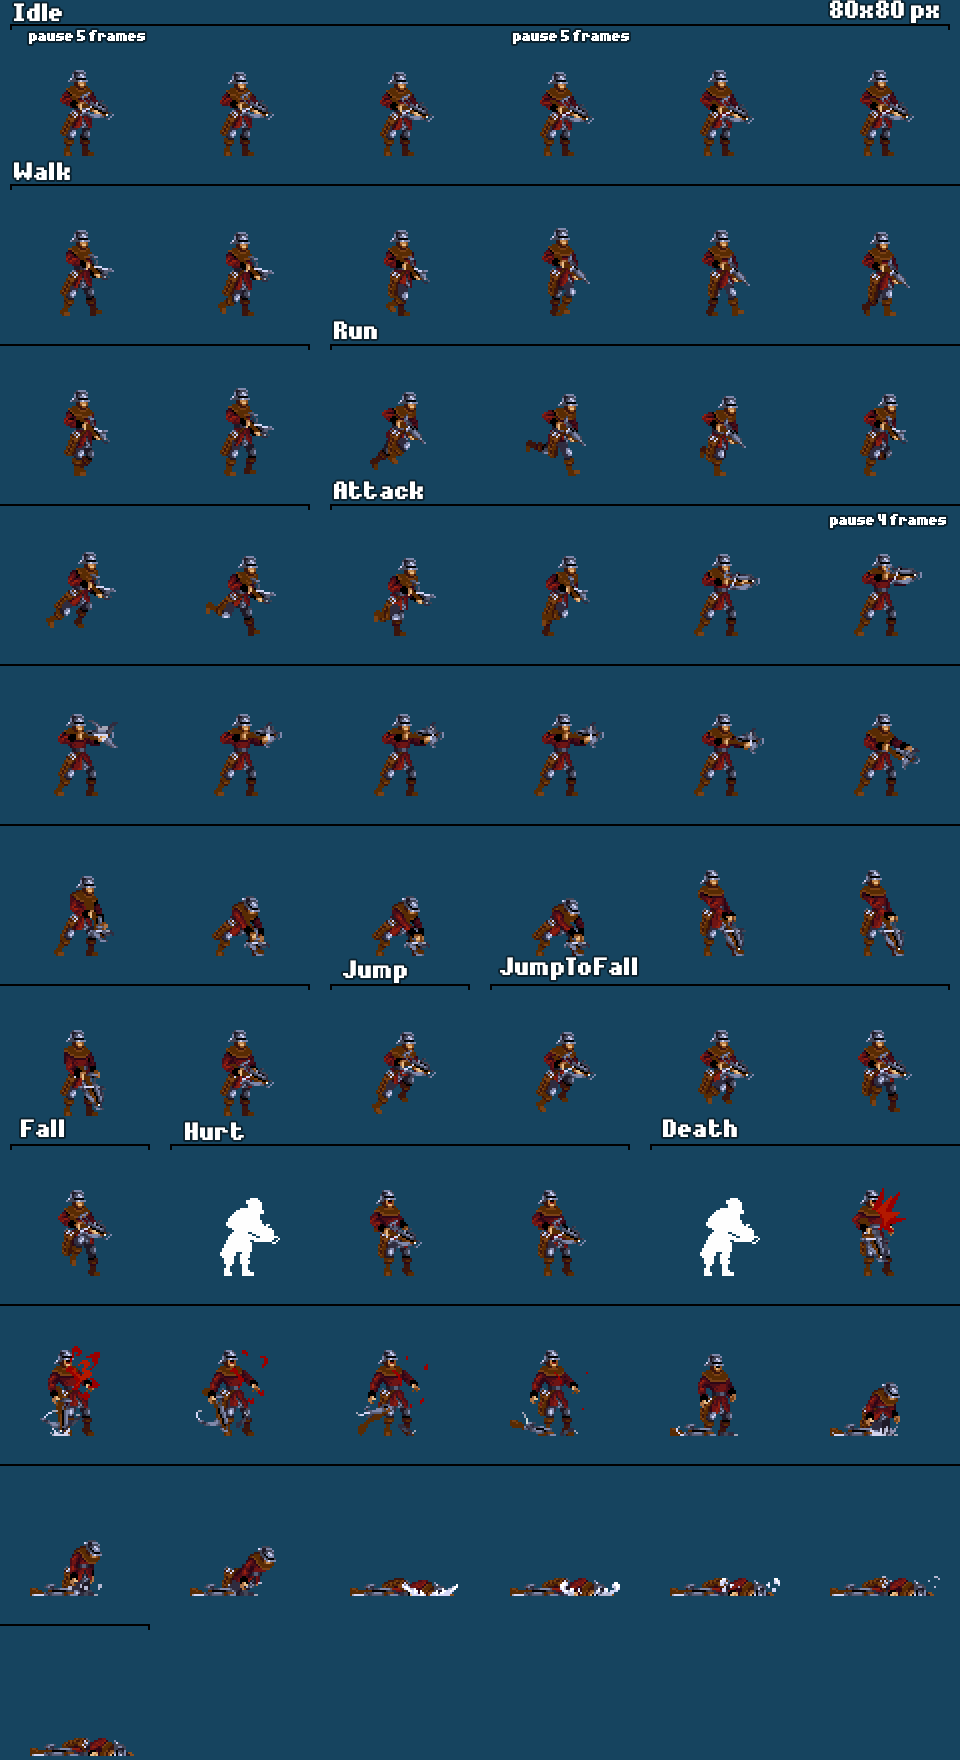 Idle
80x80 px
pause 5 frames
pause 5 frames
Walk
Run
Attack
pause 4 frames
Jump
JumpToFall
Fall
Hurt
Death